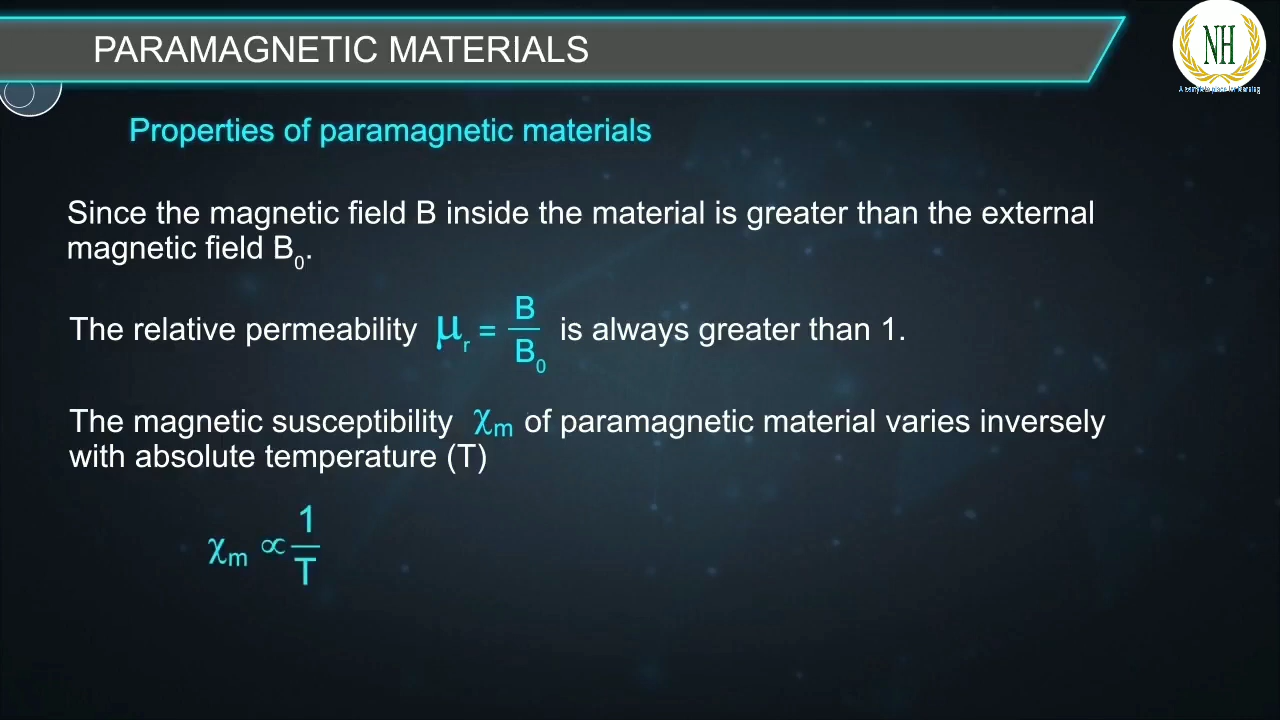 PARAMAGNETIC MATERIALS
NH
Properties of paramagnetic materials
Since the magnetic field B inside the material is greater than the external
magnetic field B₀.
The relative permeability μᵣ = B/B₀ is always greater than 1.
The magnetic susceptibility χₘ of paramagnetic material varies inversely
with absolute temperature (T)
χₘ ∝ 1/T